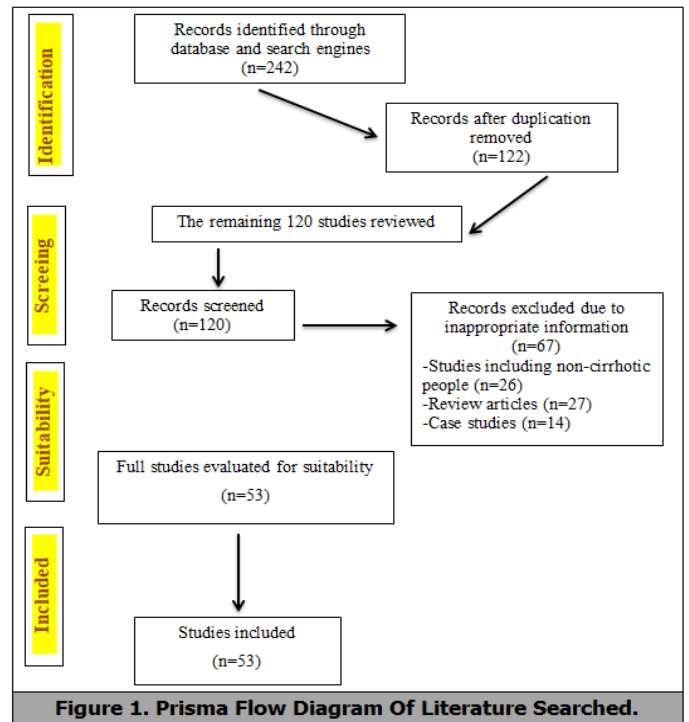 Identification
Records identified through
database and search engines
(n=242)
Records after duplication
removed
(n=122)
Screeing
The remaining 120 studies reviewed
Records screened
(n=120)
Records excluded due to
inappropriate information
(n=67)
-Studies including non-cirrhotic
people (n=26)
-Review articles (n=27)
-Case studies (n=14)
Suitability
Full studies evaluated for suitability
(n=53)
Included
Studies included
(n=53)
Figure 1. Prisma Flow Diagram Of Literature Searched.